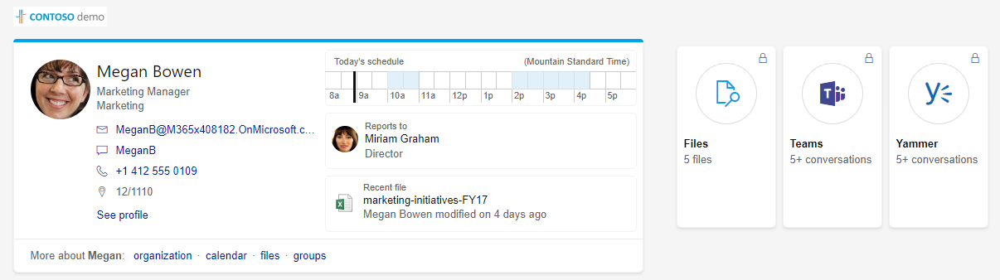 CONTOSO demo
Megan Bowen
Marketing Manager
Marketing
MeganB@M365x408182.OnMicrosoft.c...
MeganB
+1 412 555 0109
12/1110
See profile
Today's schedule (Mountain Standard Time)
8a 9a 10a 11a 12p 1p 2p 3p 4p 5p
Reports to
Miriam Graham
Director
Recent file
marketing-initiatives-FY17
Megan Bowen modified on 4 days ago
More about Megan: organization · calendar · files · groups
Files
5 files
Teams
5+ conversations
Yammer
5+ conversations